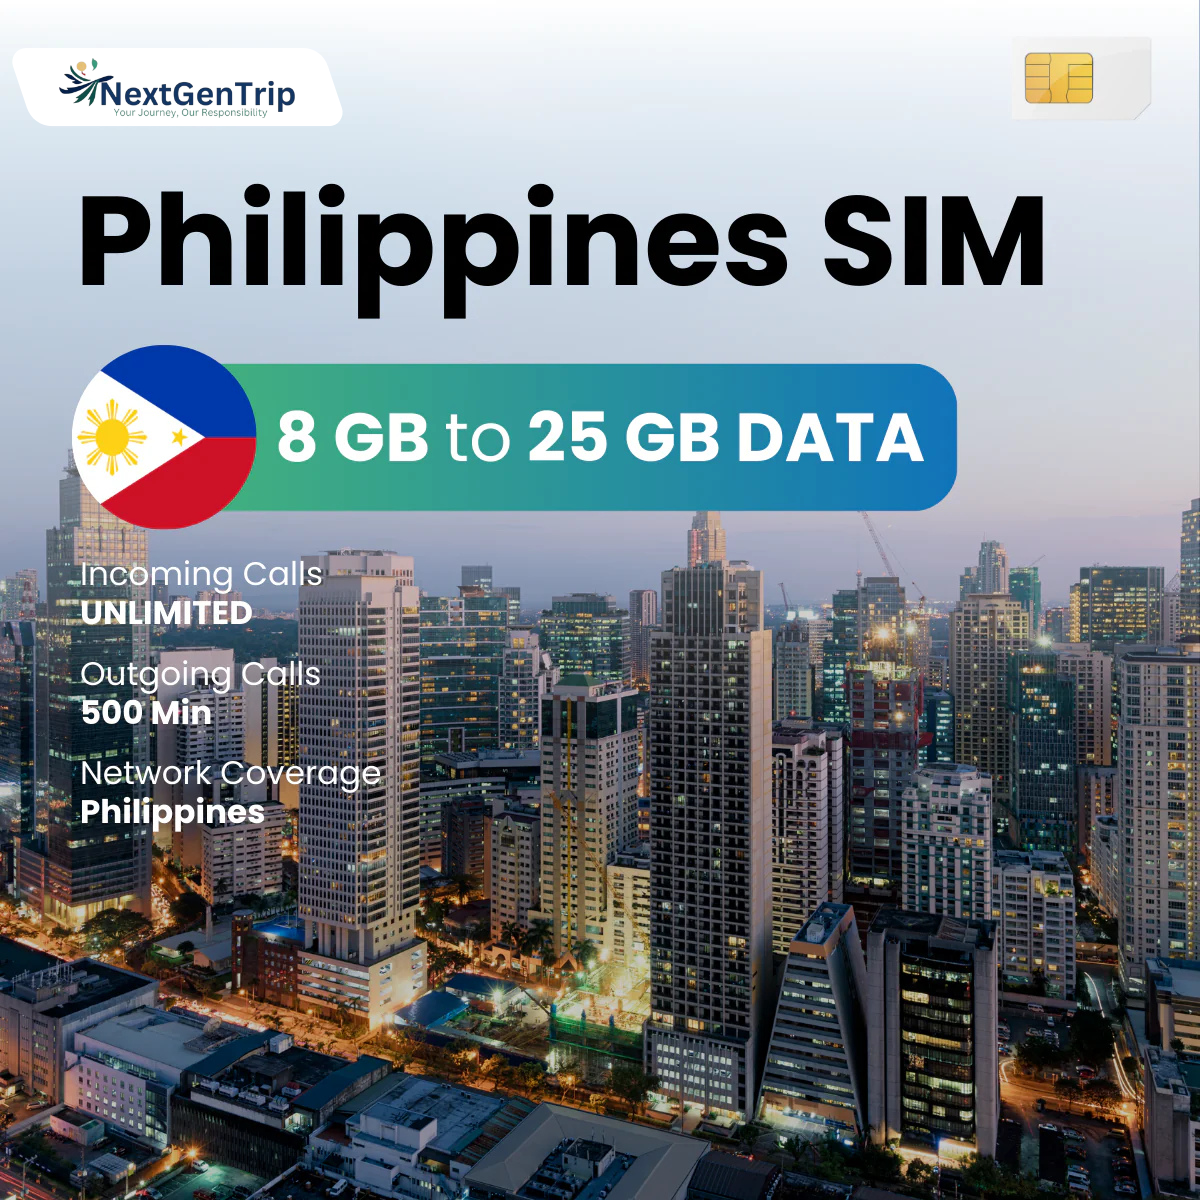 NextGenTrip
Your Journey, Our Responsibility
Philippines SIM
8 GB to 25 GB DATA
Incoming Calls
UNLIMITED
Outgoing Calls
500 Min
Network Coverage
Philippines